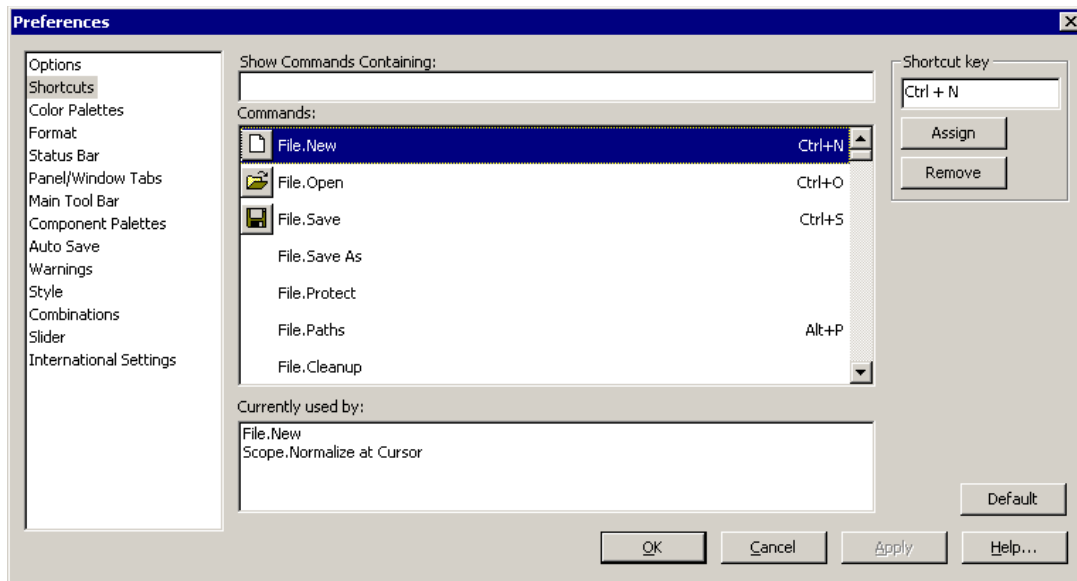 Preferences
Options
Shortcuts
Color Palettes
Format
Status Bar
Panel/Window Tabs
Main Tool Bar
Component Palettes
Auto Save
Warnings
Style
Combinations
Slider
International Settings
Show Commands Containing:
Commands:
File.New Ctrl+N
File.Open Ctrl+O
File.Save Ctrl+S
File.Save As
File.Protect
File.Paths Alt+P
File.Cleanup
Currently used by:
File.New
Scope.Normalize at Cursor
Shortcut key
Ctrl + N
Assign
Remove
Default
OK Cancel Apply Help...